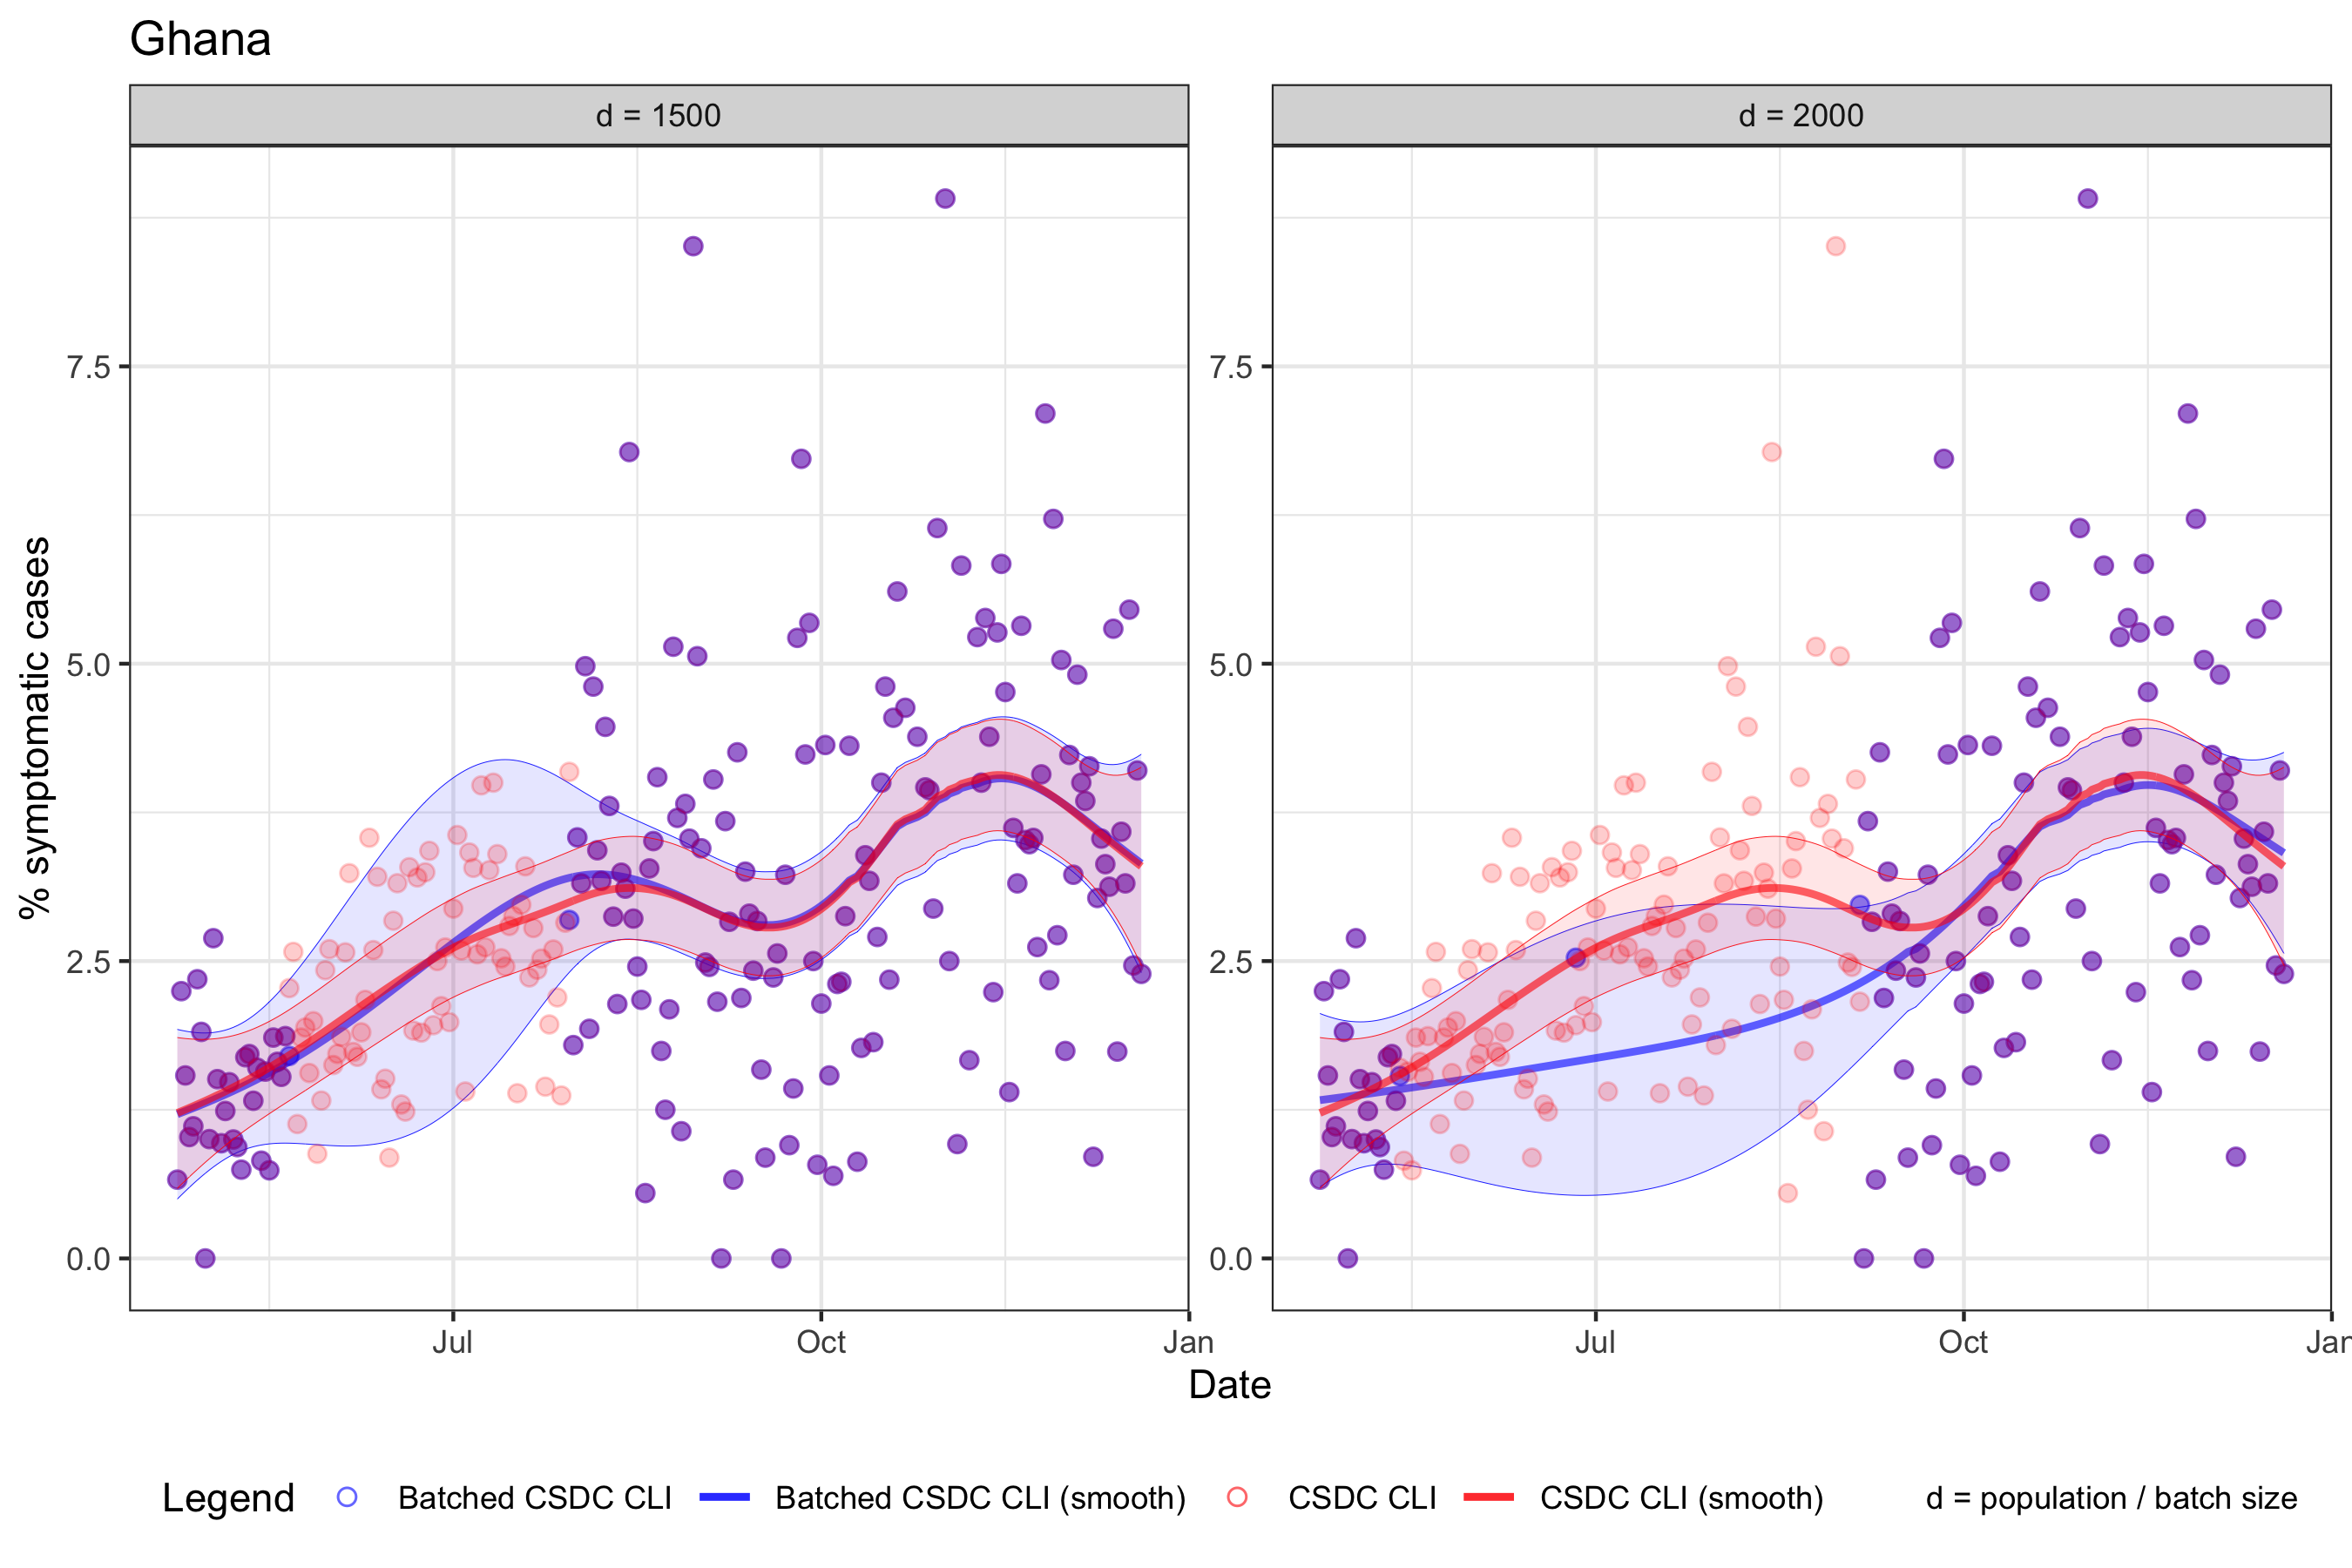 Ghana
d = 1500
d = 2000
% symptomatic cases
7.5
5.0
2.5
0.0
7.5
5.0
2.5
0.0
Jul
Oct
Jan
Jul
Oct
Jan
Date
Legend
Batched CSDC CLI
Batched CSDC CLI (smooth)
CSDC CLI
CSDC CLI (smooth)
d = population / batch size